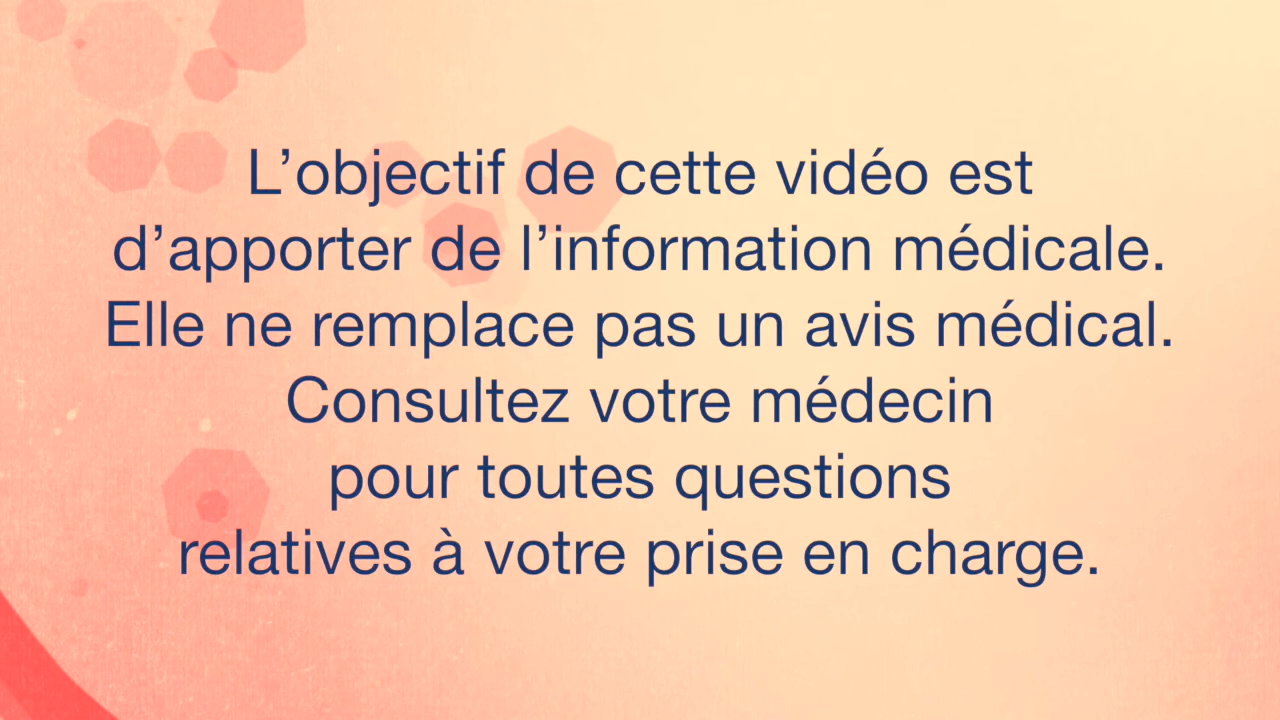 L’objectif de cette vidéo est
d’apporter de l’information médicale.
Elle ne remplace pas un avis médical.
Consultez votre médecin
pour toutes questions
relatives à votre prise en charge.